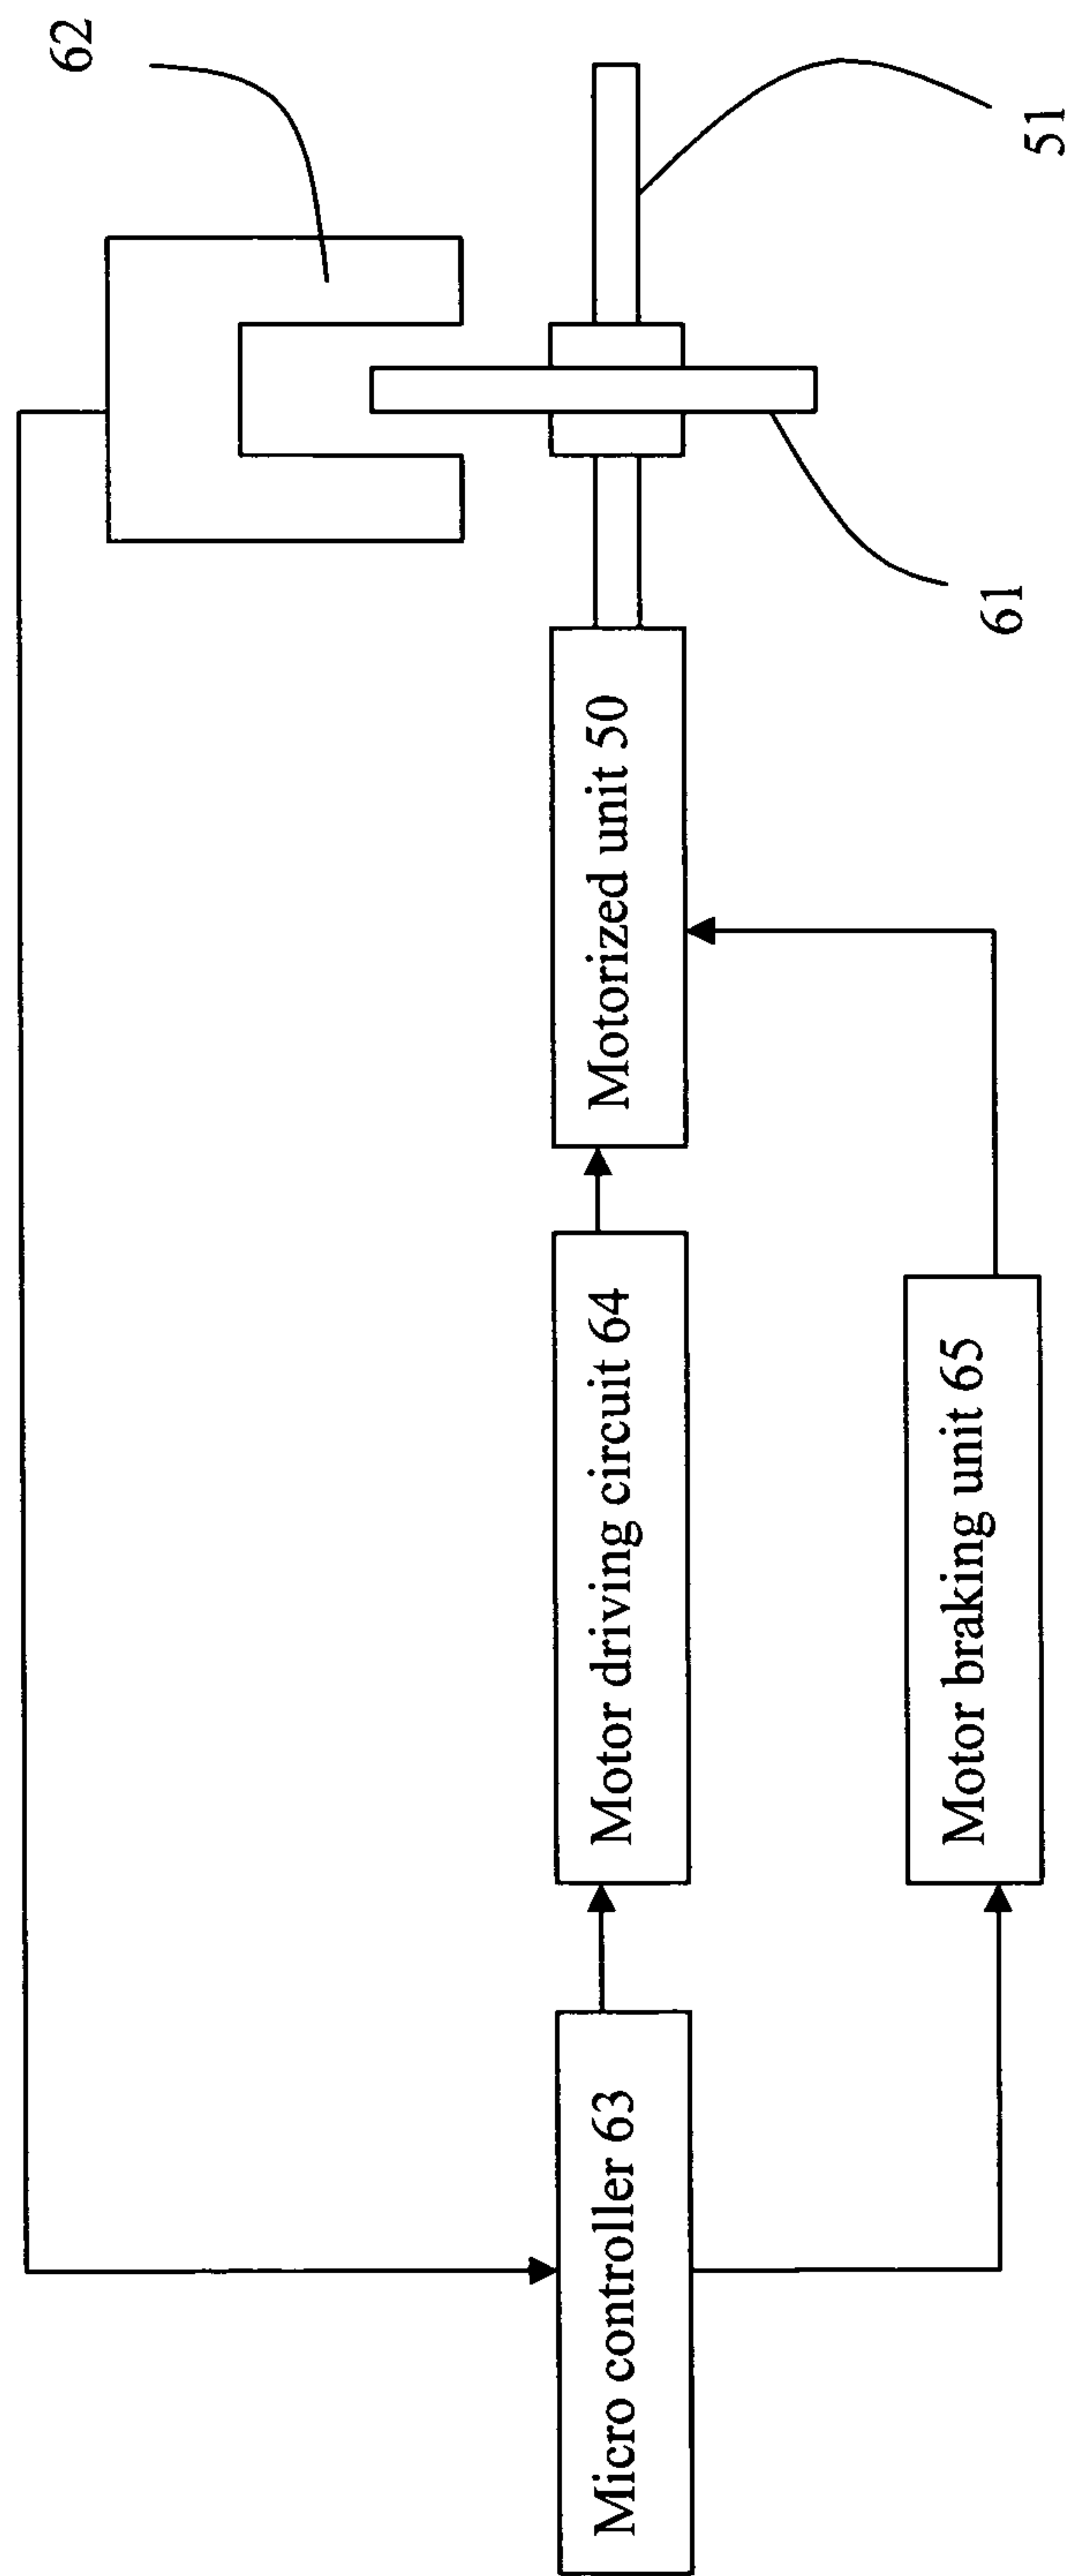 62
51
61
Micro controller 63
Motor driving circuit 64
Motorized unit 50
Motor braking unit 65